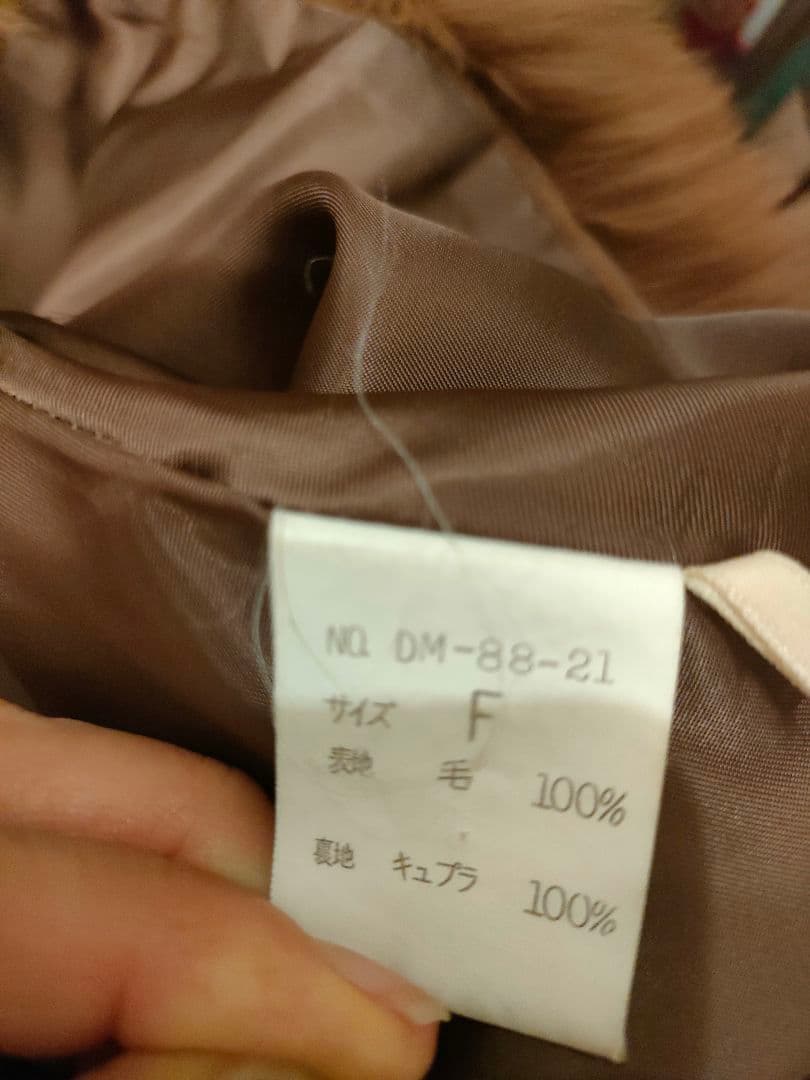 NO. DM-88-21
サイズ F
表地 毛 100%
裏地 キュプラ 100%